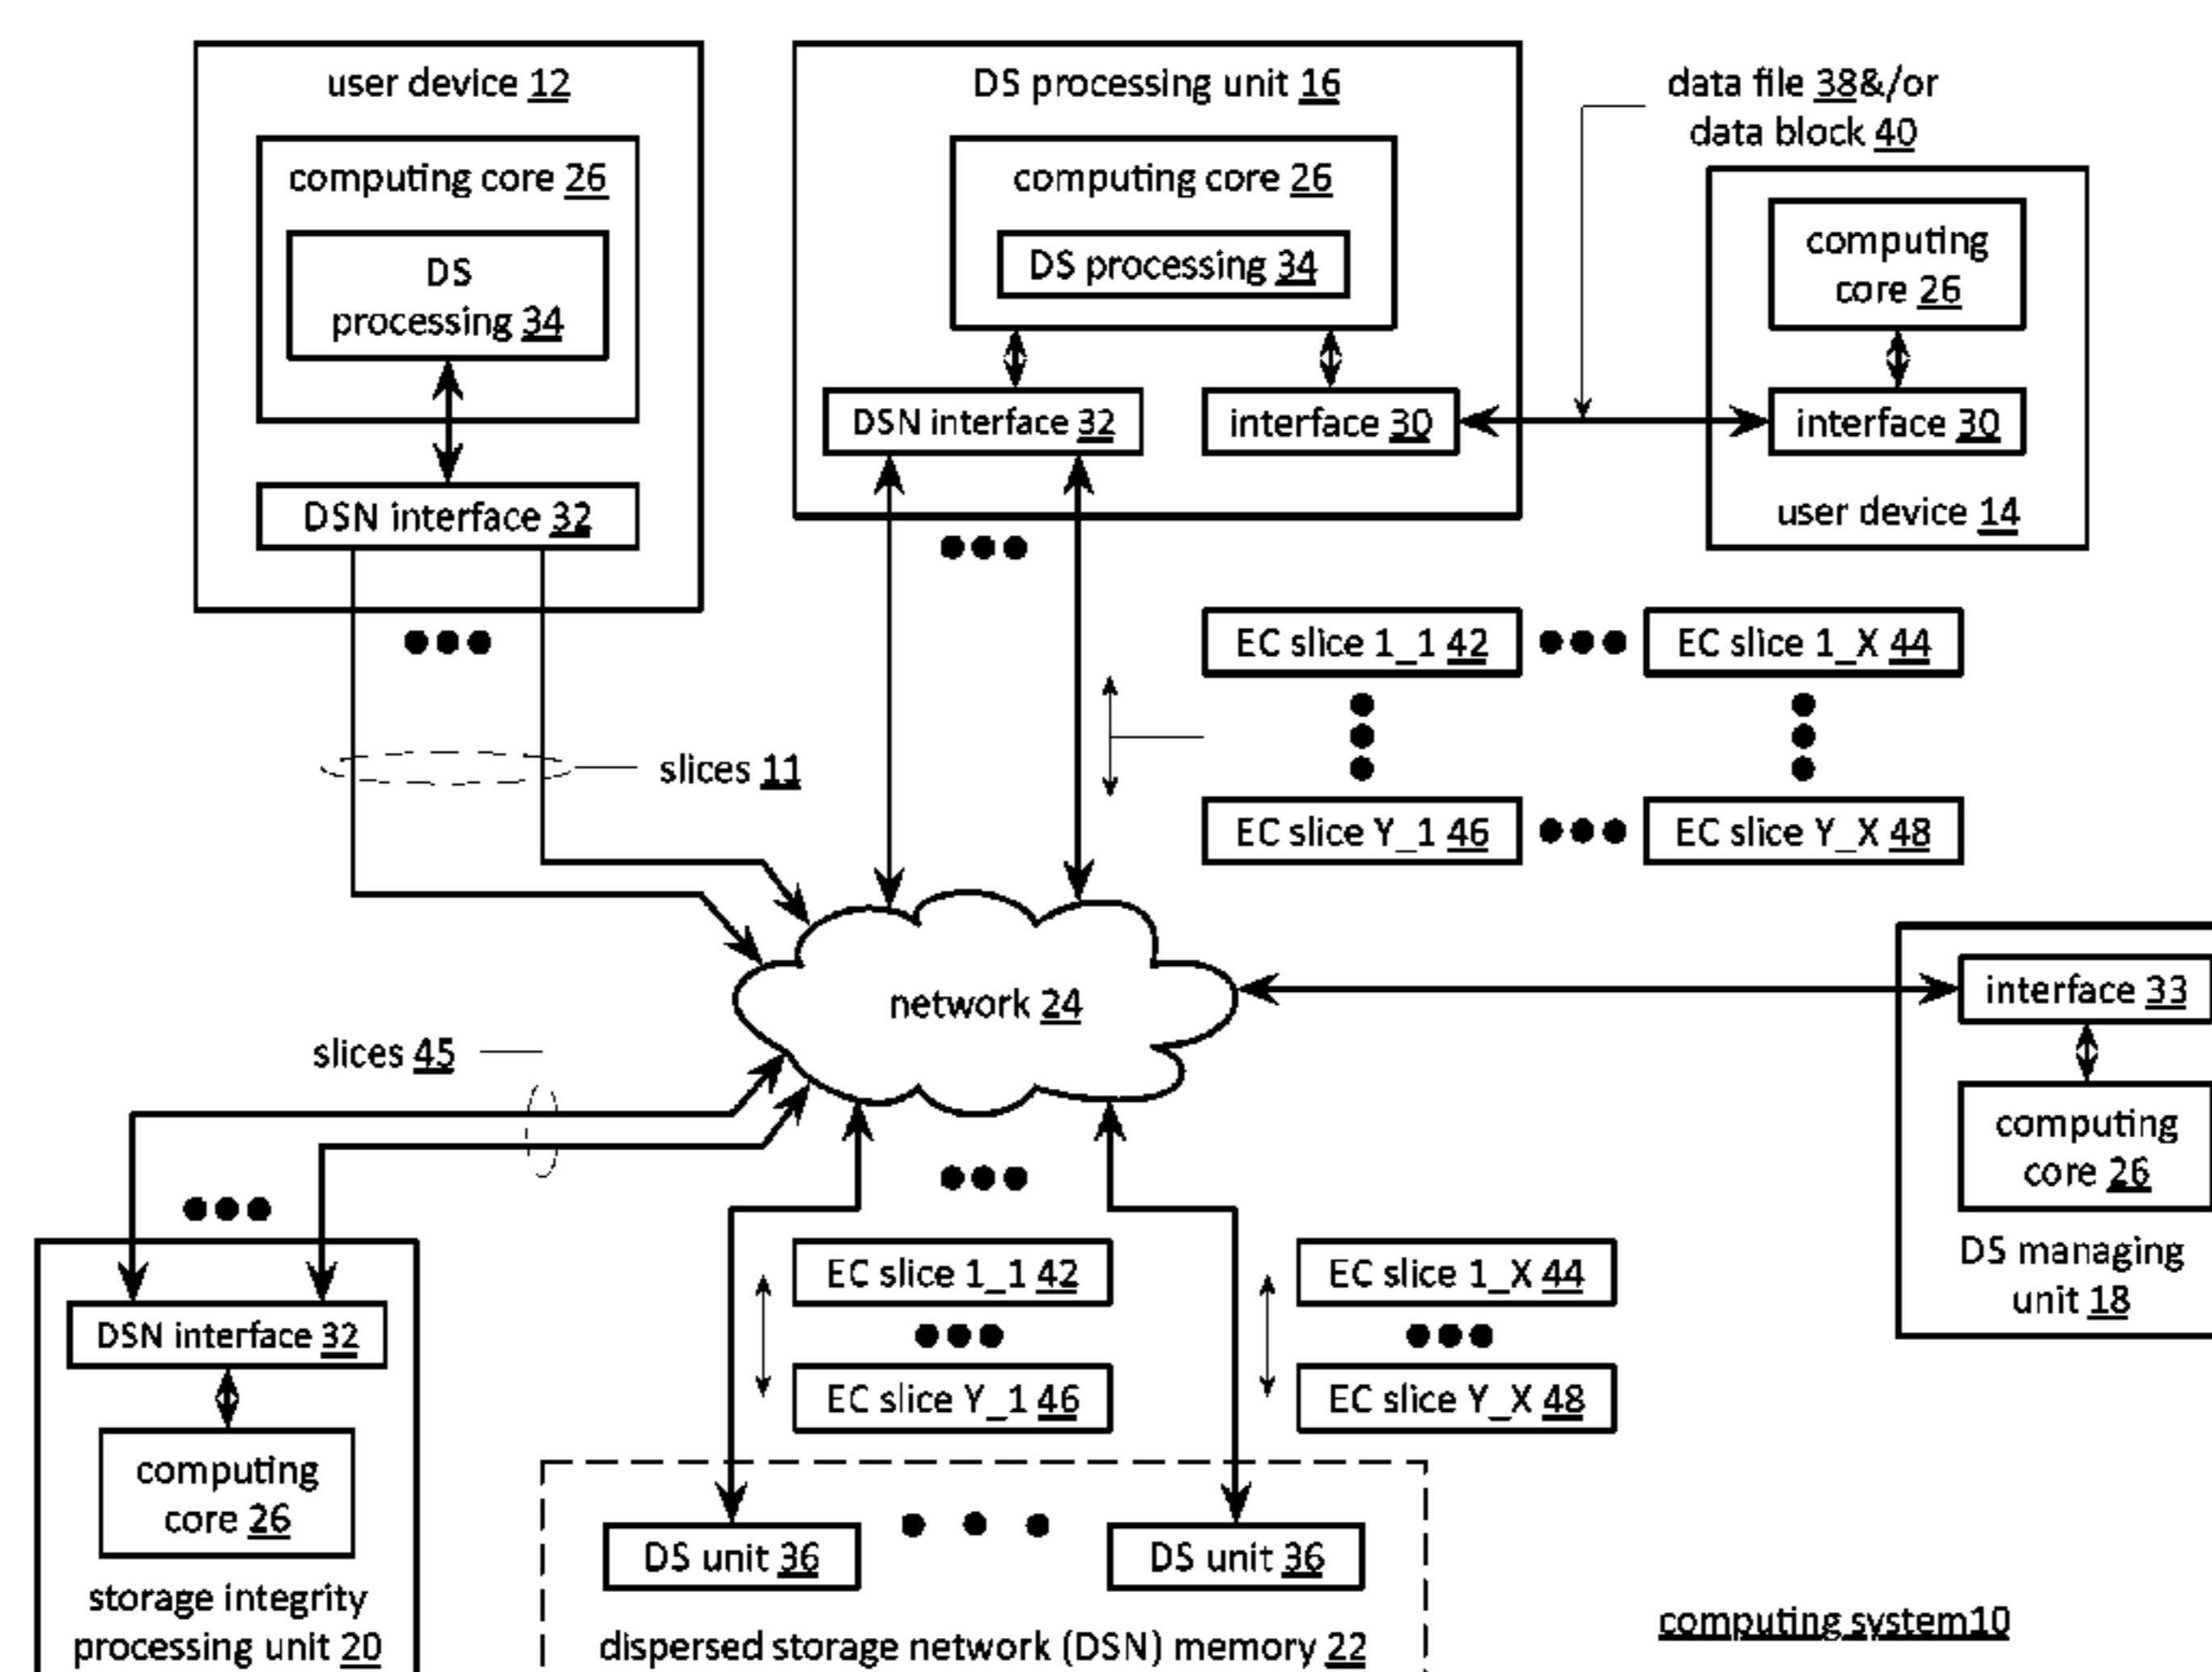 user device 12
computing core 26
DS
processing 34
DSN interface 32
slices 11
DS processing unit 16
computing core 26
DS processing 34
DSN interface 32
interface 30
data file 38&/or
data block 40
computing
core 26
interface 30
user device 14
EC slice 1_1 42
EC slice 1_X 44
EC slice Y_1 46
EC slice Y_X 48
network 24
interface 33
computing
core 26
DS managing
unit 18
slices 45
DSN interface 32
computing
core 26
storage integrity
processing unit 20
EC slice 1_1 42
EC slice Y_1 46
EC slice 1_X 44
EC slice Y_X 48
DS unit 36
DS unit 36
dispersed storage network (DSN) memory 22
computing system10